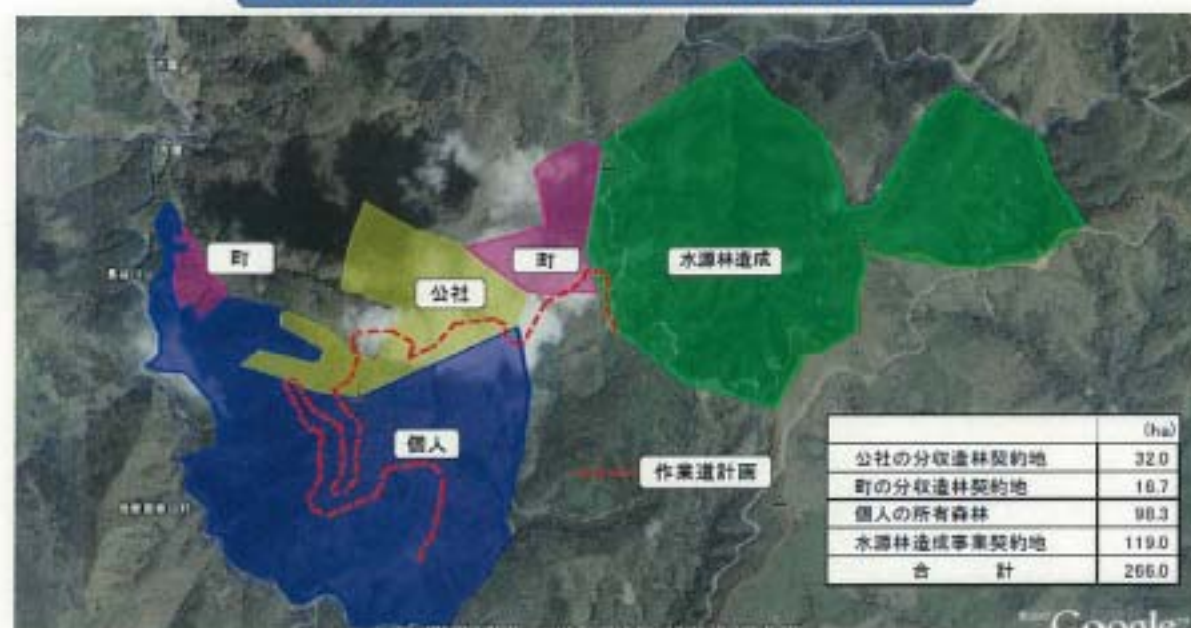 町
公社
町
水源林造成
個人
作業道計画
(ha)
公社の分収造林契約地 32.0
町の分収造林契約地 16.7
個人の所有森林 98.3
水源林造成事業契約地 119.0
合計 266.0
Google